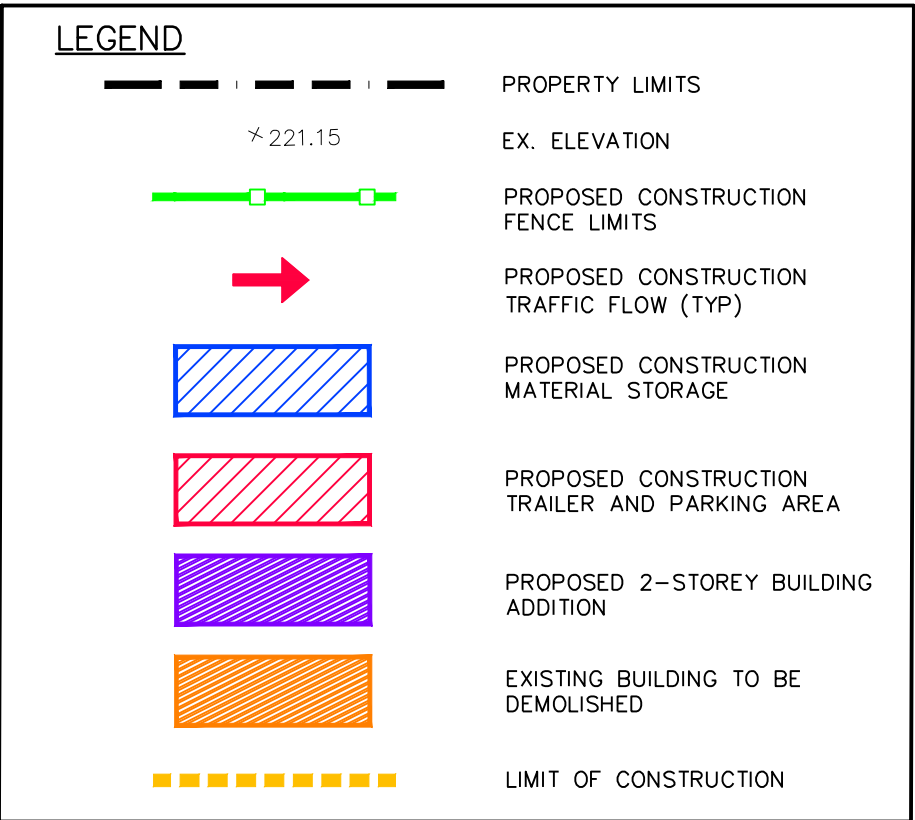 LEGEND
PROPERTY LIMITS
×221.15
EX. ELEVATION
PROPOSED CONSTRUCTION
FENCE LIMITS
PROPOSED CONSTRUCTION
TRAFFIC FLOW (TYP)
PROPOSED CONSTRUCTION
MATERIAL STORAGE
PROPOSED CONSTRUCTION
TRAILER AND PARKING AREA
PROPOSED 2-STOREY BUILDING
ADDITION
EXISTING BUILDING TO BE
DEMOLISHED
LIMIT OF CONSTRUCTION